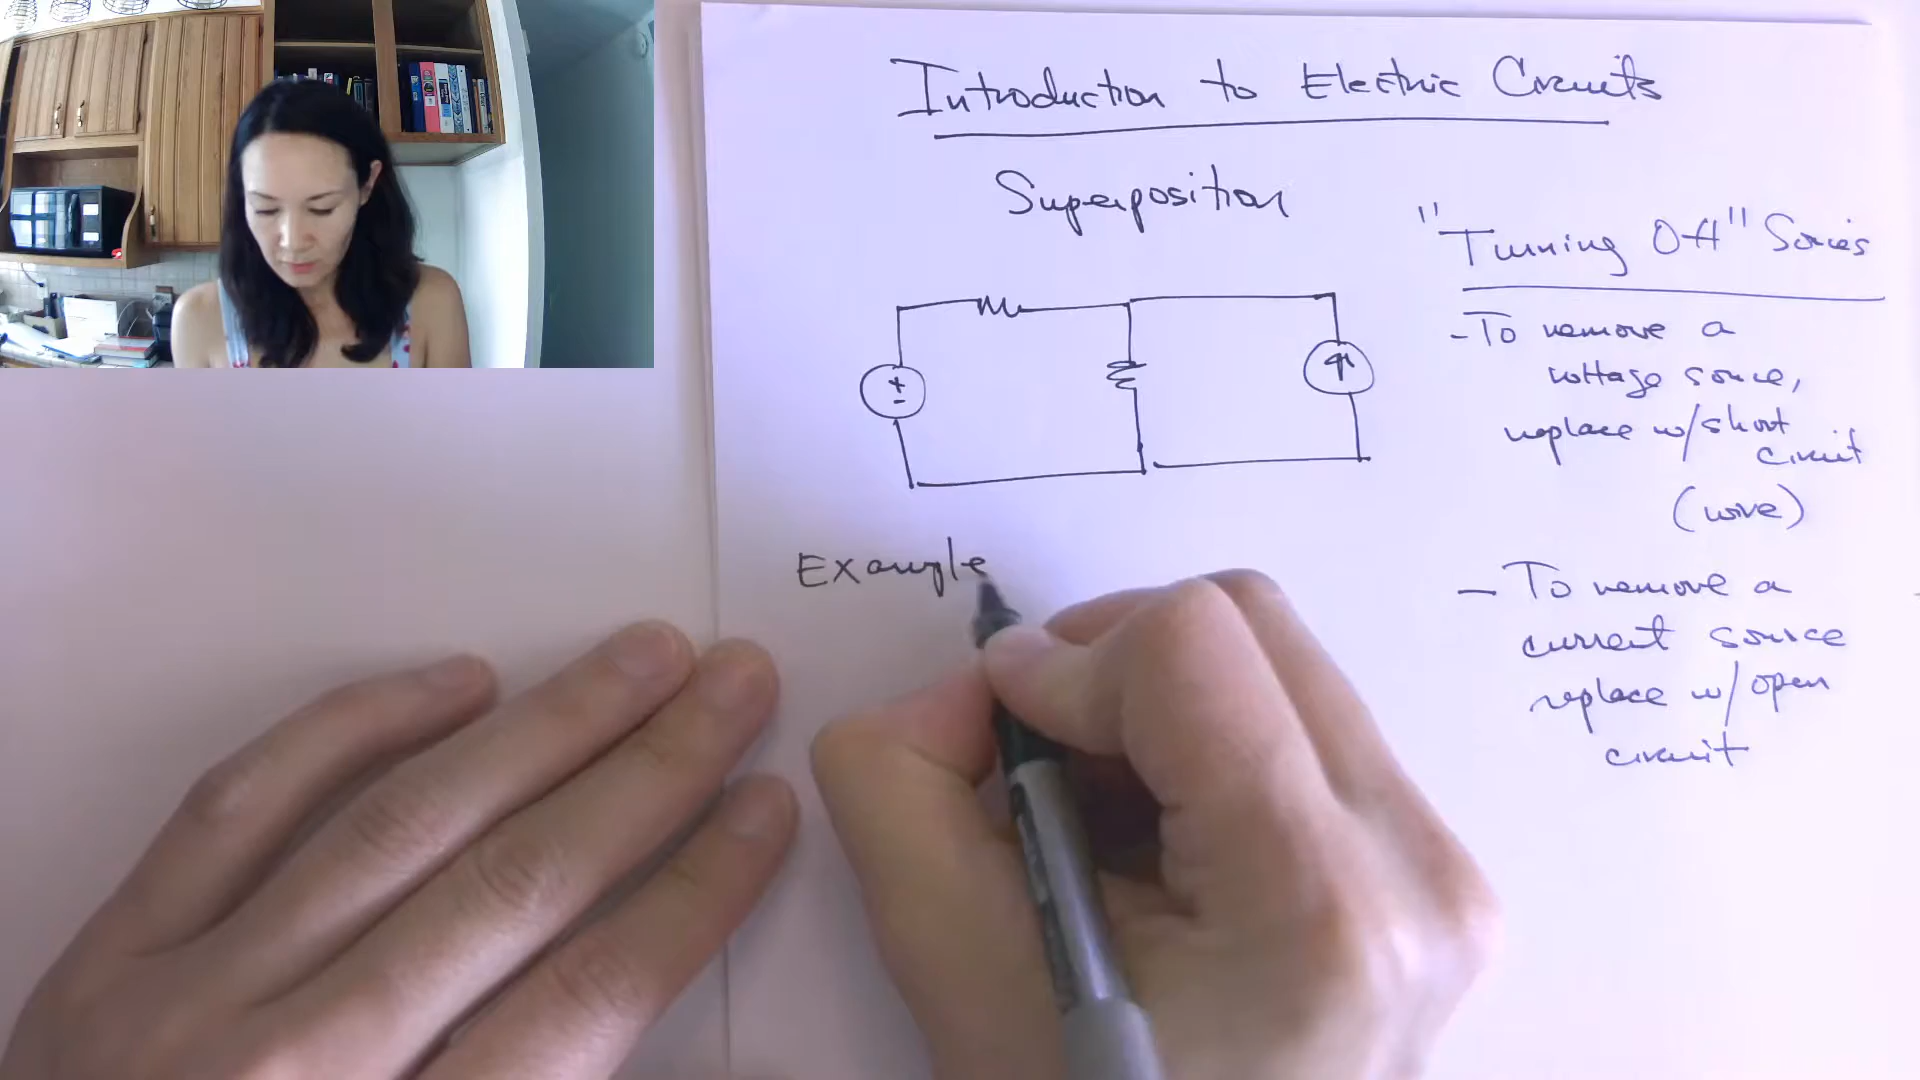 Introduction to Electric Circuits
Superposition
"Turning Off" Sources
- To remove a
voltage source,
replace w/ short
circuit
(wire)
+
-
Example
- To remove a
current source
replace w/ open
circuit